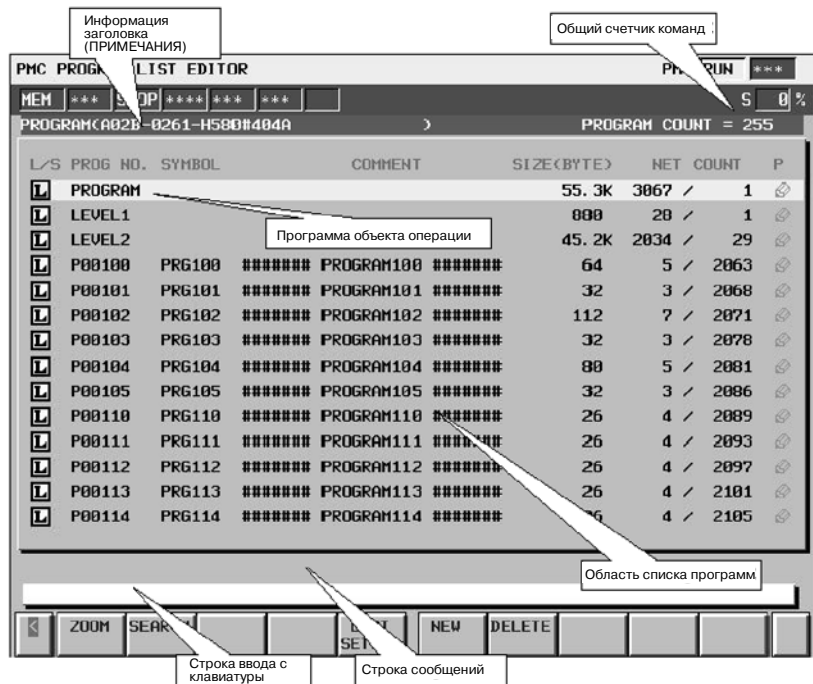 Информация
заголовка
(ПРИМЕЧАНИЯ)
Общий счетчик команд
PMC PROG LIST EDITOR
RUN ***
MEM *** **** *** ***
S 0 %
PROGRAM(A02B-0261-H580#404A )
PROGRAM COUNT = 255
L/S PROG NO. SYMBOL COMMENT SIZE(BYTE) NET COUNT P
L PROGRAM 55.3K 3067 / 1
L LEVEL1 880 28 / 1
Программа объекта операции
L LEVEL2 45.2K 2034 / 29
L P00100 PRG100 ####### PROGRAM100 ####### 64 5 / 2063
L P00101 PRG101 ####### PROGRAM101 ####### 32 3 / 2068
L P00102 PRG102 ####### PROGRAM102 ####### 112 7 / 2071
L P00103 PRG103 ####### PROGRAM103 ####### 32 3 / 2078
L P00104 PRG104 ####### PROGRAM104 ####### 80 5 / 2081
L P00105 PRG105 ####### PROGRAM105 ####### 32 3 / 2086
L P00110 PRG110 ####### PROGRAM110 ####### 26 4 / 2089
L P00111 PRG111 ####### PROGRAM111 ####### 26 4 / 2093
L P00112 PRG112 ####### PROGRAM112 ####### 26 4 / 2097
L P00113 PRG113 ####### PROGRAM113 ####### 26 4 / 2101
L P00114 PRG114 ####### PROGRAM114 ####### 4 / 2105
Область списка программ
< ZOOM NEW DELETE
Строка ввода с
клавиатуры
Строка сообщений